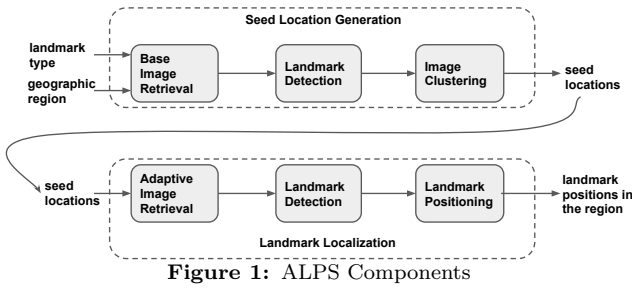 Seed Location Generation
landmark
type
geographic
region
Base
Image
Retrieval
Landmark
Detection
Image
Clustering
seed
locations
seed
locations
Adaptive
Image
Retrieval
Landmark
Detection
Landmark
Positioning
landmark
positions in
the region
Landmark Localization
Figure 1: ALPS Components